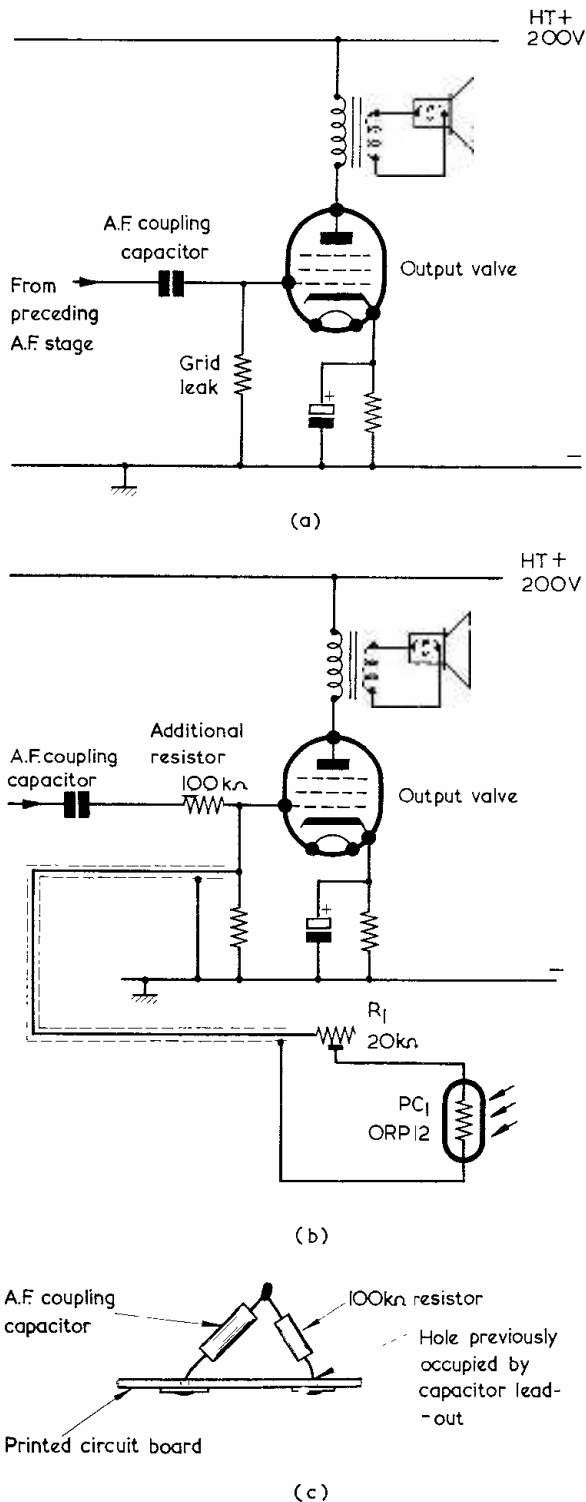 HT+
200V
A.F. coupling
capacitor
From
preceding
A.F. stage
Output valve
Grid
leak
+
−
(a)
HT+
200V
Additional
resistor
100kΩ
A.F. coupling
capacitor
Output valve
+
−
R1
20kΩ
PC1
ORP12
(b)
A.F. coupling
capacitor
100kΩ resistor
Hole previously
occupied by
capacitor lead-
-out
Printed circuit board
(c)